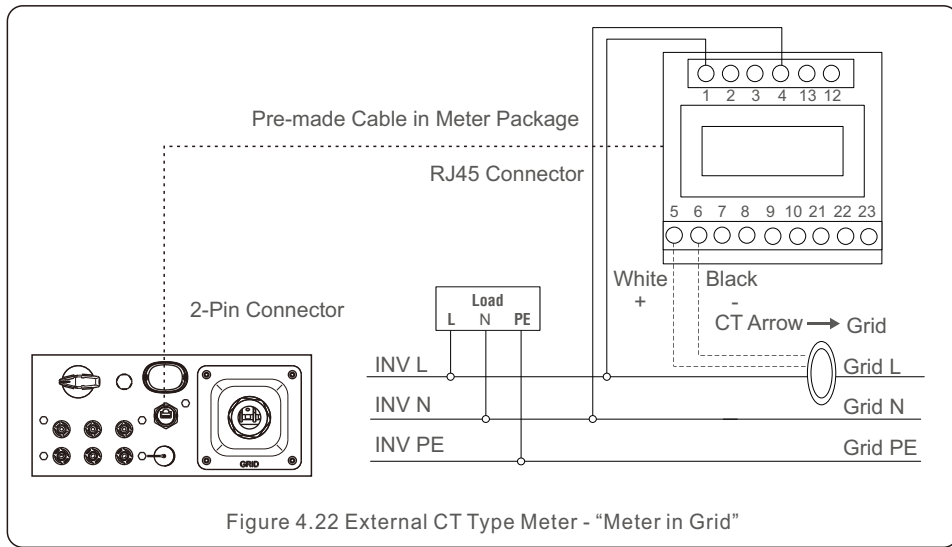 1 2 3 4 13 12
Pre-made Cable in Meter Package
RJ45 Connector
5 6 7 8 9 10 21 22 23
White Black
+ -
CT Arrow → Grid
2-Pin Connector
Load
L N PE
INV L Grid L
INV N Grid N
INV PE Grid PE
GRID
Figure 4.22 External CT Type Meter - “Meter in Grid”